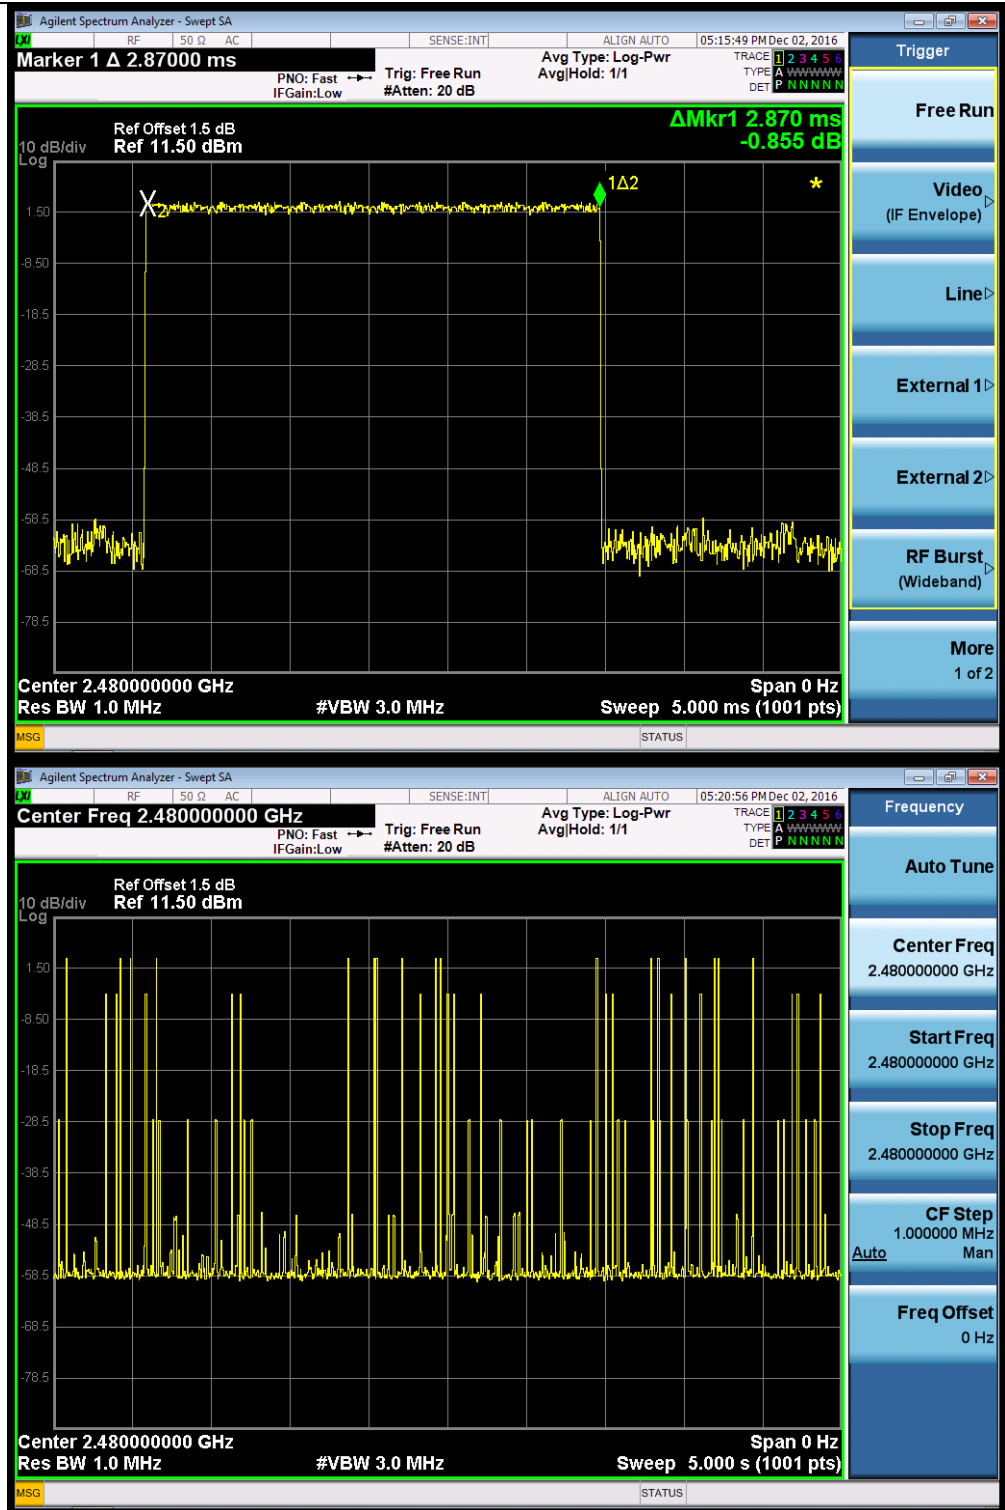 Agilent Spectrum Analyzer - Swept SA
LXI RF 50 Ω AC SENSE:INT ALIGN AUTO 05:15:49 PM Dec 02, 2016
Marker 1 Δ 2.87000 ms
PNO: Fast Trig: Free Run Avg Type: Log-Pwr TRACE 1 2 3 4 5 6
IFGain:Low #Atten: 20 dB Avg|Hold: 1/1 TYPE A WWWWW
DET P N N N N N
Trigger
Ref Offset 1.5 dB ΔMkr1 2.870 ms
10 dB/div Ref 11.50 dBm -0.855 dB
Log
1Δ2
*
X2
1.50
-8.50
-18.5
-28.5
-38.5
-48.5
-58.5
-68.5
-78.5
Center 2.480000000 GHz Span 0 Hz
Res BW 1.0 MHz #VBW 3.0 MHz Sweep 5.000 ms (1001 pts)
MSG STATUS
Free Run
Video
(IF Envelope)
Line
External 1
External 2
RF Burst
(Wideband)
More
1 of 2
Agilent Spectrum Analyzer - Swept SA
LXI RF 50 Ω AC SENSE:INT ALIGN AUTO 05:20:56 PM Dec 02, 2016
Center Freq 2.480000000 GHz
PNO: Fast Trig: Free Run Avg Type: Log-Pwr TRACE 1 2 3 4 5 6
IFGain:Low #Atten: 20 dB Avg|Hold: 1/1 TYPE A WWWWW
DET P N N N N N
Frequency
Ref Offset 1.5 dB
10 dB/div Ref 11.50 dBm
Log
1.50
-8.50
-18.5
-28.5
-38.5
-48.5
-58.5
-68.5
-78.5
Center 2.480000000 GHz Span 0 Hz
Res BW 1.0 MHz #VBW 3.0 MHz Sweep 5.000 s (1001 pts)
MSG STATUS
Auto Tune
Center Freq
2.480000000 GHz
Start Freq
2.480000000 GHz
Stop Freq
2.480000000 GHz
CF Step
1.000000 MHz
Auto Man
Freq Offset
0 Hz